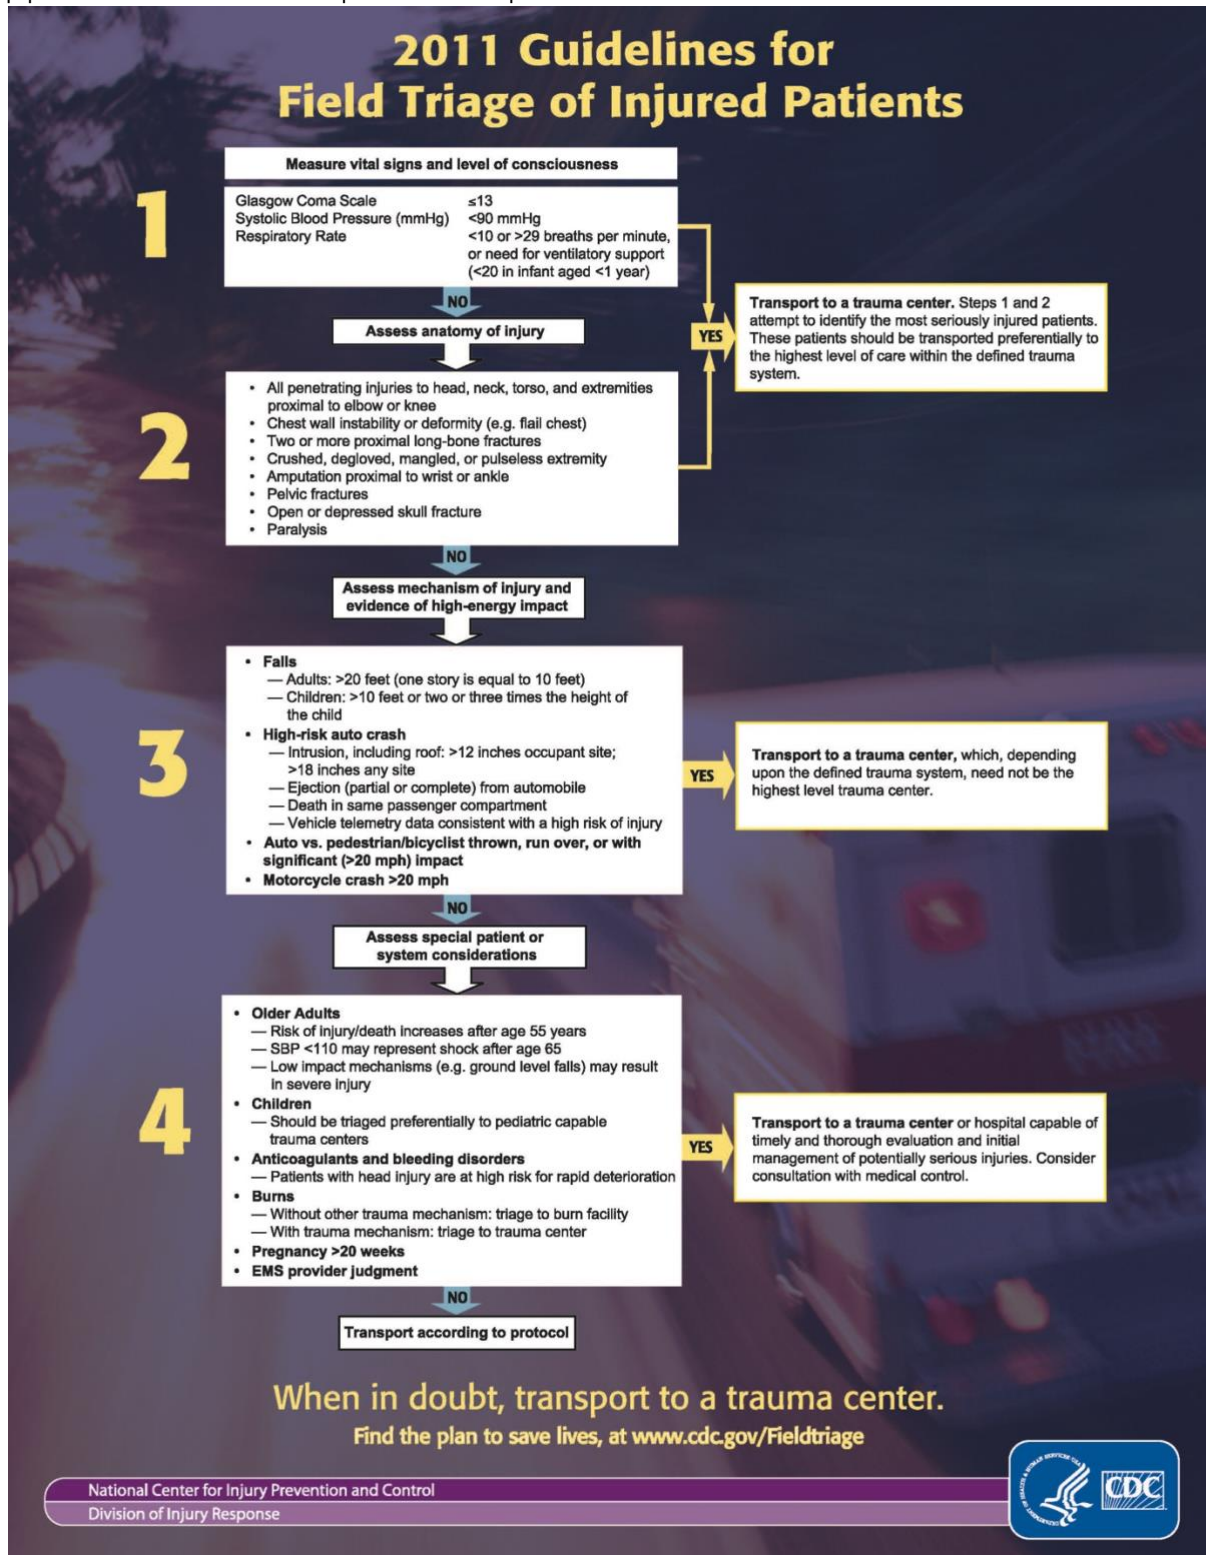 2011 Guidelines for
Field Triage of Injured Patients
1
Measure vital signs and level of consciousness
Glasgow Coma Scale ≤13
Systolic Blood Pressure (mmHg) <90 mmHg
Respiratory Rate <10 or >29 breaths per minute,
or need for ventilatory support
(<20 in infant aged <1 year)
NO
Assess anatomy of injury
YES
Transport to a trauma center. Steps 1 and 2
attempt to identify the most seriously injured patients.
These patients should be transported preferentially to
the highest level of care within the defined trauma
system.
2
• All penetrating injuries to head, neck, torso, and extremities
proximal to elbow or knee
• Chest wall instability or deformity (e.g. flail chest)
• Two or more proximal long-bone fractures
• Crushed, degloved, mangled, or pulseless extremity
• Amputation proximal to wrist or ankle
• Pelvic fractures
• Open or depressed skull fracture
• Paralysis
NO
Assess mechanism of injury and
evidence of high-energy impact
3
• Falls
— Adults: >20 feet (one story is equal to 10 feet)
— Children: >10 feet or two or three times the height of
the child
• High-risk auto crash
— Intrusion, including roof: >12 inches occupant site;
>18 inches any site
— Ejection (partial or complete) from automobile
— Death in same passenger compartment
— Vehicle telemetry data consistent with a high risk of injury
• Auto vs. pedestrian/bicyclist thrown, run over, or with
significant (>20 mph) impact
• Motorcycle crash >20 mph
YES
Transport to a trauma center, which, depending
upon the defined trauma system, need not be the
highest level trauma center.
NO
Assess special patient or
system considerations
4
• Older Adults
— Risk of injury/death increases after age 55 years
— SBP <110 may represent shock after age 65
— Low impact mechanisms (e.g. ground level falls) may result
in severe injury
• Children
— Should be triaged preferentially to pediatric capable
trauma centers
• Anticoagulants and bleeding disorders
— Patients with head injury are at high risk for rapid deterioration
• Burns
— Without other trauma mechanism: triage to burn facility
— With trauma mechanism: triage to trauma center
• Pregnancy >20 weeks
• EMS provider judgment
YES
Transport to a trauma center or hospital capable of
timely and thorough evaluation and initial
management of potentially serious injuries. Consider
consultation with medical control.
NO
Transport according to protocol
When in doubt, transport to a trauma center.
Find the plan to save lives, at www.cdc.gov/Fieldtriage
National Center for Injury Prevention and Control
Division of Injury Response
CDC